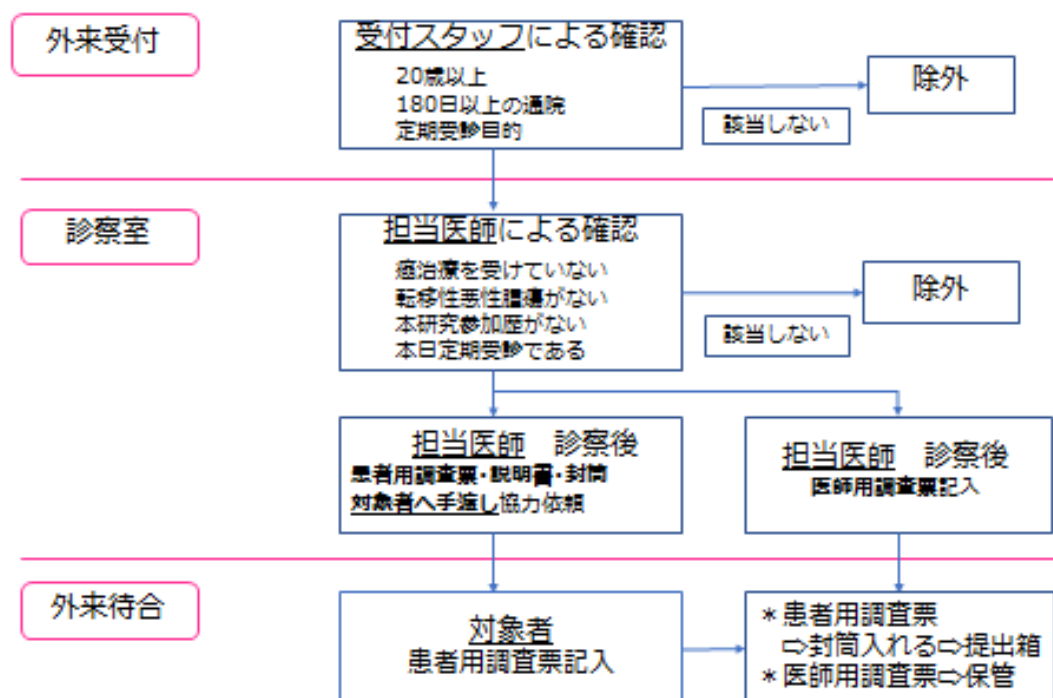 外来受付
受付スタッフによる確認
20歳以上
180日以上の通院
定期受診目的
除外
該当しない
診察室
担当医師による確認
癌治療を受けていない
転移性悪性腫瘍がない
本研究参加歴がない
本日定期受診である
除外
該当しない
担当医師 診察後
患者用調査票・説明書・封筒
対象者へ手渡し協力依頼
担当医師 診察後
医師用調査票記入
外来待合
対象者
患者用調査票記入
＊患者用調査票
⇨封筒入れる⇨提出箱
＊医師用調査票⇨保管